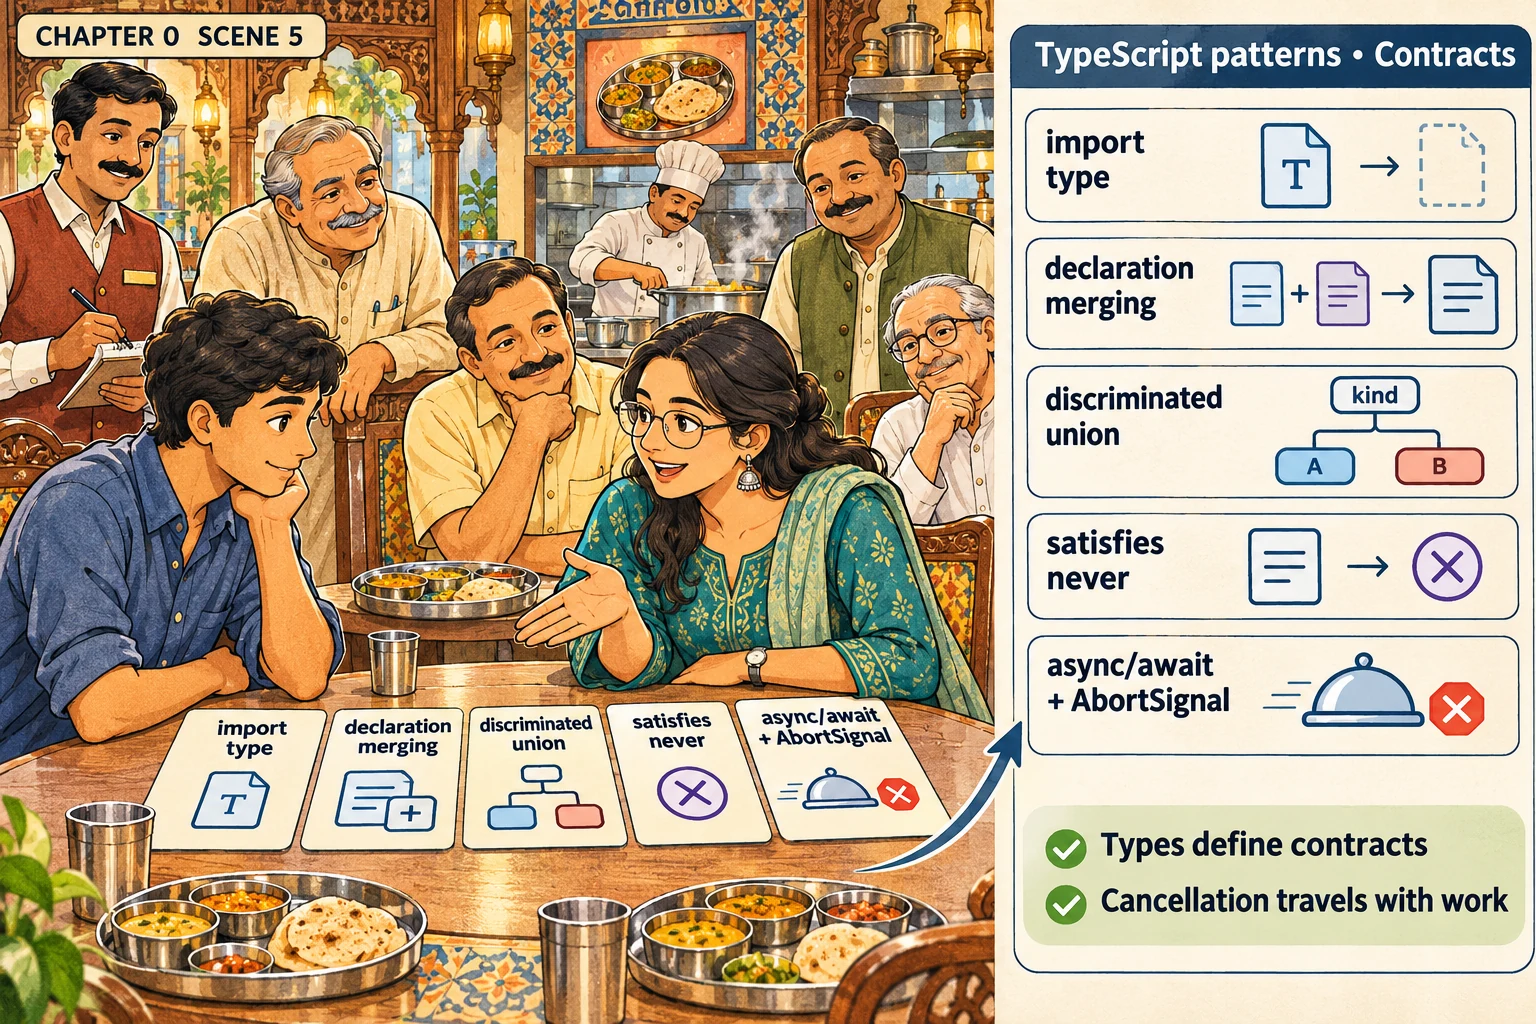 CHAPTER 0 SCENE 5
TypeScript patterns • Contracts
import
type
T
declaration
merging
discriminated
union
kind
A
B
satisfies
never
async/await
+ AbortSignal
Types define contracts
Cancellation travels with work
import
type
T
declaration
merging
discriminated
union
satisfies
never
async/await
+ AbortSignal